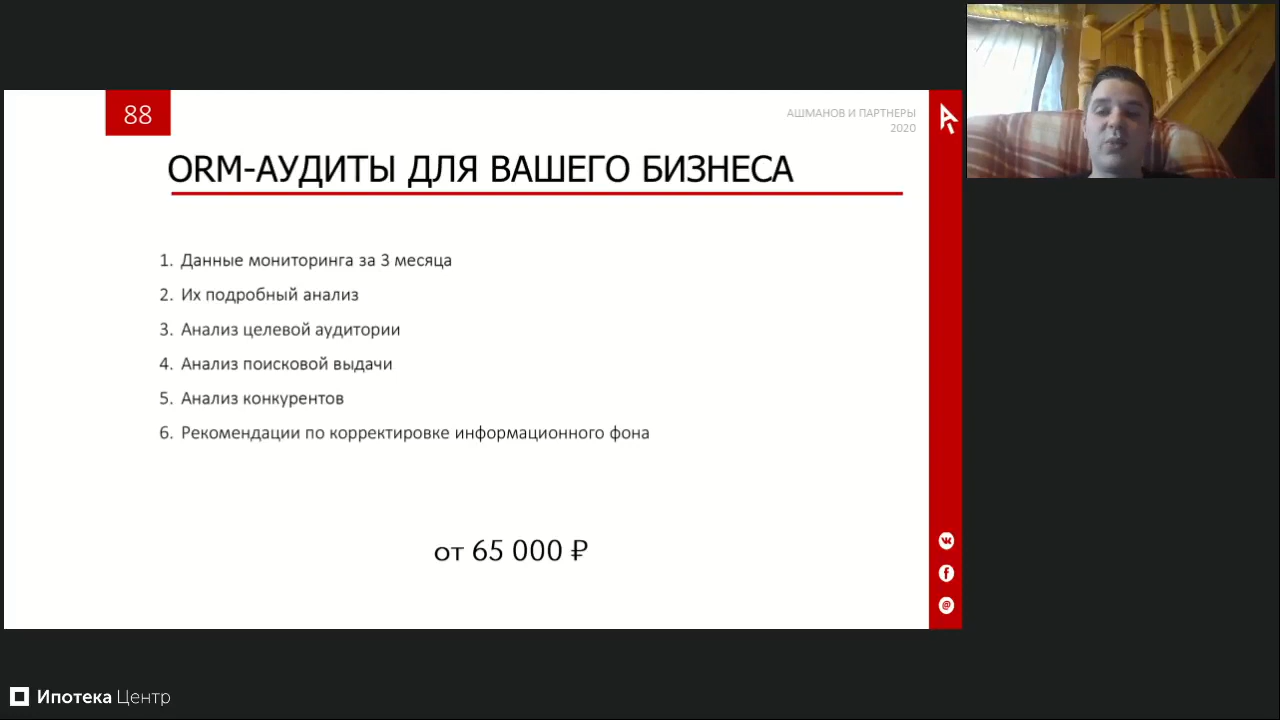 88
АШМАНОВ И ПАРТНЕРЫ
2020
ORM-АУДИТЫ ДЛЯ ВАШЕГО БИЗНЕСА
1. Данные мониторинга за 3 месяца
2. Их подробный анализ
3. Анализ целевой аудитории
4. Анализ поисковой выдачи
5. Анализ конкурентов
6. Рекомендации по корректировке информационного фона
от 65 000 ₽
Ипотека Центр